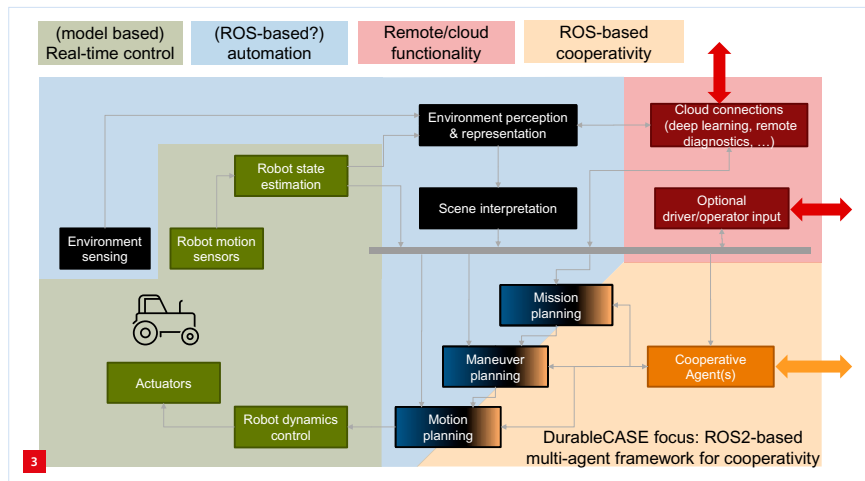 (model based)
Real-time control
(ROS-based?)
automation
Remote/cloud
functionality
ROS-based
cooperativity
Environment perception
& representation
Cloud connections
(deep learning, remote
diagnostics, …)
Robot state
estimation
Scene interpretation
Optional
driver/operator input
Environment
sensing
Robot motion
sensors
Mission
planning
Maneuver
planning
Cooperative
Agent(s)
Actuators
Robot dynamics
control
Motion
planning
DurableCASE focus: ROS2-based
multi-agent framework for cooperativity
3